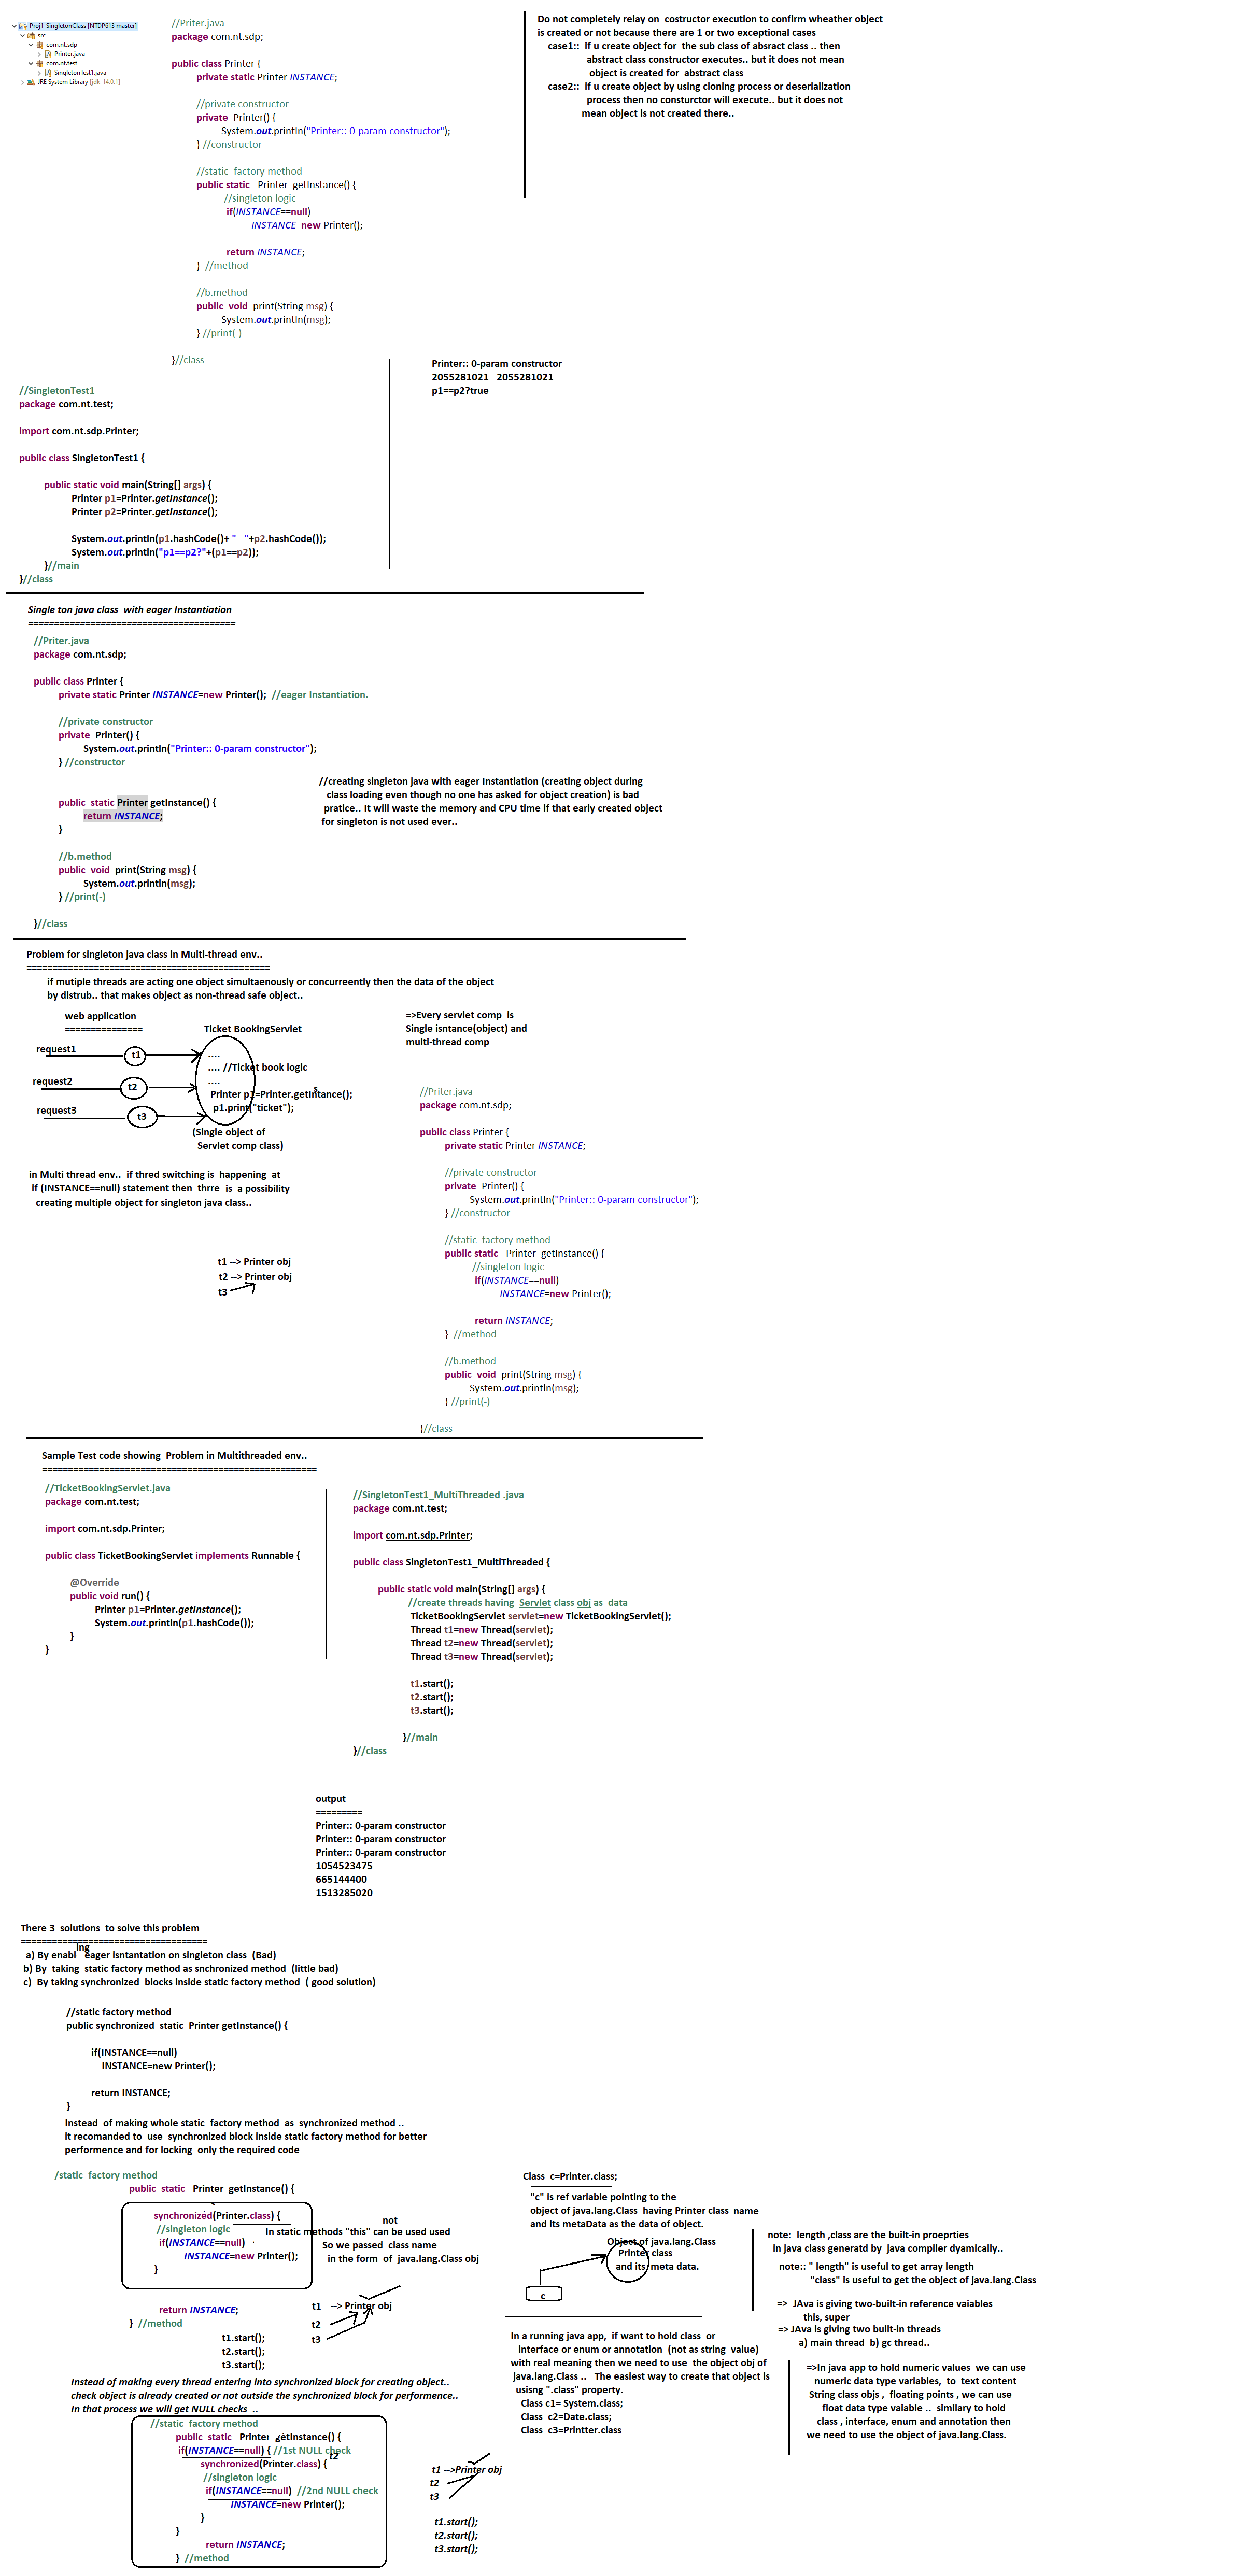 Proj1-SingletonClass [NTDP613 master]
src
com.nt.sdp
Printer.java
com.nt.test
SingletonTest1.java
JRE System Library [jdk-14.0.1]
//Priter.java
package com.nt.sdp;
public class Printer {
private static Printer INSTANCE;
//private constructor
private  Printer() {
System.out.println("Printer:: 0-param constructor");
} //constructor
//static  factory method
public static   Printer  getInstance() {
//singleton logic
if(INSTANCE==null)
INSTANCE=new Printer();
return INSTANCE;
}  //method
//b.method
public  void  print(String msg) {
System.out.println(msg);
} //print(-)
}//class
Do not completely relay on  costructor execution to confirm wheather object
is created or not because there are 1 or two exceptional cases
case1::  if u create object for  the sub class of absract class .. then
abstract class constructor executes.. but it does not mean
object is created for  abstract class
case2::  if u create object by using cloning process or deserialization
process then no consturctor will execute.. but it does not
mean object is not created there..
Printer:: 0-param constructor
2055281021   2055281021
p1==p2?true
//SingletonTest1
package com.nt.test;
import com.nt.sdp.Printer;
public class SingletonTest1 {
public static void main(String[] args) {
Printer p1=Printer.getInstance();
Printer p2=Printer.getInstance();
System.out.println(p1.hashCode()+ "   "+p2.hashCode());
System.out.println("p1==p2?"+(p1==p2));
}//main
}//class
Single ton java class  with eager Instantiation
========================================
//Priter.java
package com.nt.sdp;
public class Printer {
private static Printer INSTANCE=new Printer();  //eager Instantiation.
//private constructor
private  Printer() {
System.out.println("Printer:: 0-param constructor");
} //constructor
public  static Printer getInstance() {
return INSTANCE;
}
//b.method
public  void  print(String msg) {
System.out.println(msg);
} //print(-)
}//class
//creating singleton java with eager Instantiation (creating object during
class loading even though no one has asked for object creation) is bad
pratice.. It will waste the memory and CPU time if that early created object
for singleton is not used ever..
Problem for singleton java class in Multi-thread env..
===============================================
if mutiple threads are acting one object simultaenously or concurreently then the data of the object
by distrub.. that makes object as non-thread safe object..
web application
===============
Ticket BookingServlet
request1
t1
request2
t2
request3
t3
....
.... //Ticket book logic
....
Printer p1=Printer.getIntance();
s
p1.print("ticket");
(Single object of
Servlet comp class)
=>Every servlet comp  is
Single isntance(object) and
multi-thread comp
in Multi thread env..  if thred switching is  happening  at
if (INSTANCE==null) statement then  thrre  is  a possibility
creating multiple object for singleton java class..
t1 --> Printer obj
t2 --> Printer obj
t3
//Priter.java
package com.nt.sdp;
public class Printer {
private static Printer INSTANCE;
//private constructor
private  Printer() {
System.out.println("Printer:: 0-param constructor");
} //constructor
//static  factory method
public static   Printer  getInstance() {
//singleton logic
if(INSTANCE==null)
INSTANCE=new Printer();
return INSTANCE;
}  //method
//b.method
public  void  print(String msg) {
System.out.println(msg);
} //print(-)
}//class
Sample Test code showing  Problem in Multithreaded env..
=====================================================
//TicketBookingServlet.java
package com.nt.test;
import com.nt.sdp.Printer;
public class TicketBookingServlet implements Runnable {
@Override
public void run() {
Printer p1=Printer.getInstance();
System.out.println(p1.hashCode());
}
}
//SingletonTest1_MultiThreaded .java
package com.nt.test;
import com.nt.sdp.Printer;
public class SingletonTest1_MultiThreaded {
public static void main(String[] args) {
//create threads having  Servlet class obj as  data
TicketBookingServlet servlet=new TicketBookingServlet();
Thread t1=new Thread(servlet);
Thread t2=new Thread(servlet);
Thread t3=new Thread(servlet);
t1.start();
t2.start();
t3.start();
}//main
}//class
output
=========
Printer:: 0-param constructor
Printer:: 0-param constructor
Printer:: 0-param constructor
1054523475
665144400
1513285020
There 3  solutions  to solve this problem
====================================
ing
a) By enabl   eager isntantation on singleton class  (Bad)
b) By  taking  static factory method as snchronized method  (little bad)
c)  By taking synchronized  blocks inside static factory method  ( good solution)
//static factory method
public synchronized  static  Printer getInstance() {
if(INSTANCE==null)
INSTANCE=new Printer();
return INSTANCE;
}
Instead  of making whole static  factory method  as  synchronized method ..
it recomanded to  use  synchronized block inside static factory method for better
performence and for locking  only the required code
/static  factory method
public  static   Printer  getInstance() {
synchronized(Printer.class) {
//singleton logic
if(INSTANCE==null)
INSTANCE=new Printer();
}
return INSTANCE;
}  //method
not
In static methods "this" can be used used
So we passed  class name
in the form  of  java.lang.Class obj
t1   --> Printer obj
t2
t3
t1.start();
t2.start();
t3.start();
Class  c=Printer.class;
"c" is ref variable pointing to the
object of java.lang.Class  having Printer class  name
and its metaData as the data of object.
Object of java.lang.Class
Printer class
and its  meta data.
c
note:  length ,class are the built-in proeprties
in java class generatd by  java compiler dyamically..
note:: " length" is useful to get array length
"class" is useful to get the object of java.lang.Class
=>  JAva is giving two-built-in reference vaiables
this, super
=> JAva is giving two builf-in threads
a) main thread  b) gc thread..
In a running java app,  if want to hold class  or
interface or enum or annotation  (not as string  value)
with real meaning then we need to use  the object obj of
java.lang.Class ..   The easiest way to create that object is
usisng ".class" property.
Class c1= System.class;
Class  c2=Date.class;
Class  c3=Printter.class
=>In java app to hold numeric values  we can use
numeric data type variables,  to  text content
String class objs ,  floating points , we can use
float data type vaiable ..  similary to hold
class , interface, enum and annotation then
we need to use the object of java.lang.Class.
Instead of making every thread entering into synchronized block for creating object..
check object is already created or not outside the synchronized block for performence..
In that process we will get NULL checks  ..
//static  factory method
public  static   Printer  getInstance() {
if(INSTANCE==null) { //1st NULL check
t2
synchronized(Printer.class) {
//singleton logic
if(INSTANCE==null)  //2nd NULL check
INSTANCE=new Printer();
}
}
return INSTANCE;
}  //method
t1 -->Printer obj
t2
t3
t1.start();
t2.start();
t3.start();